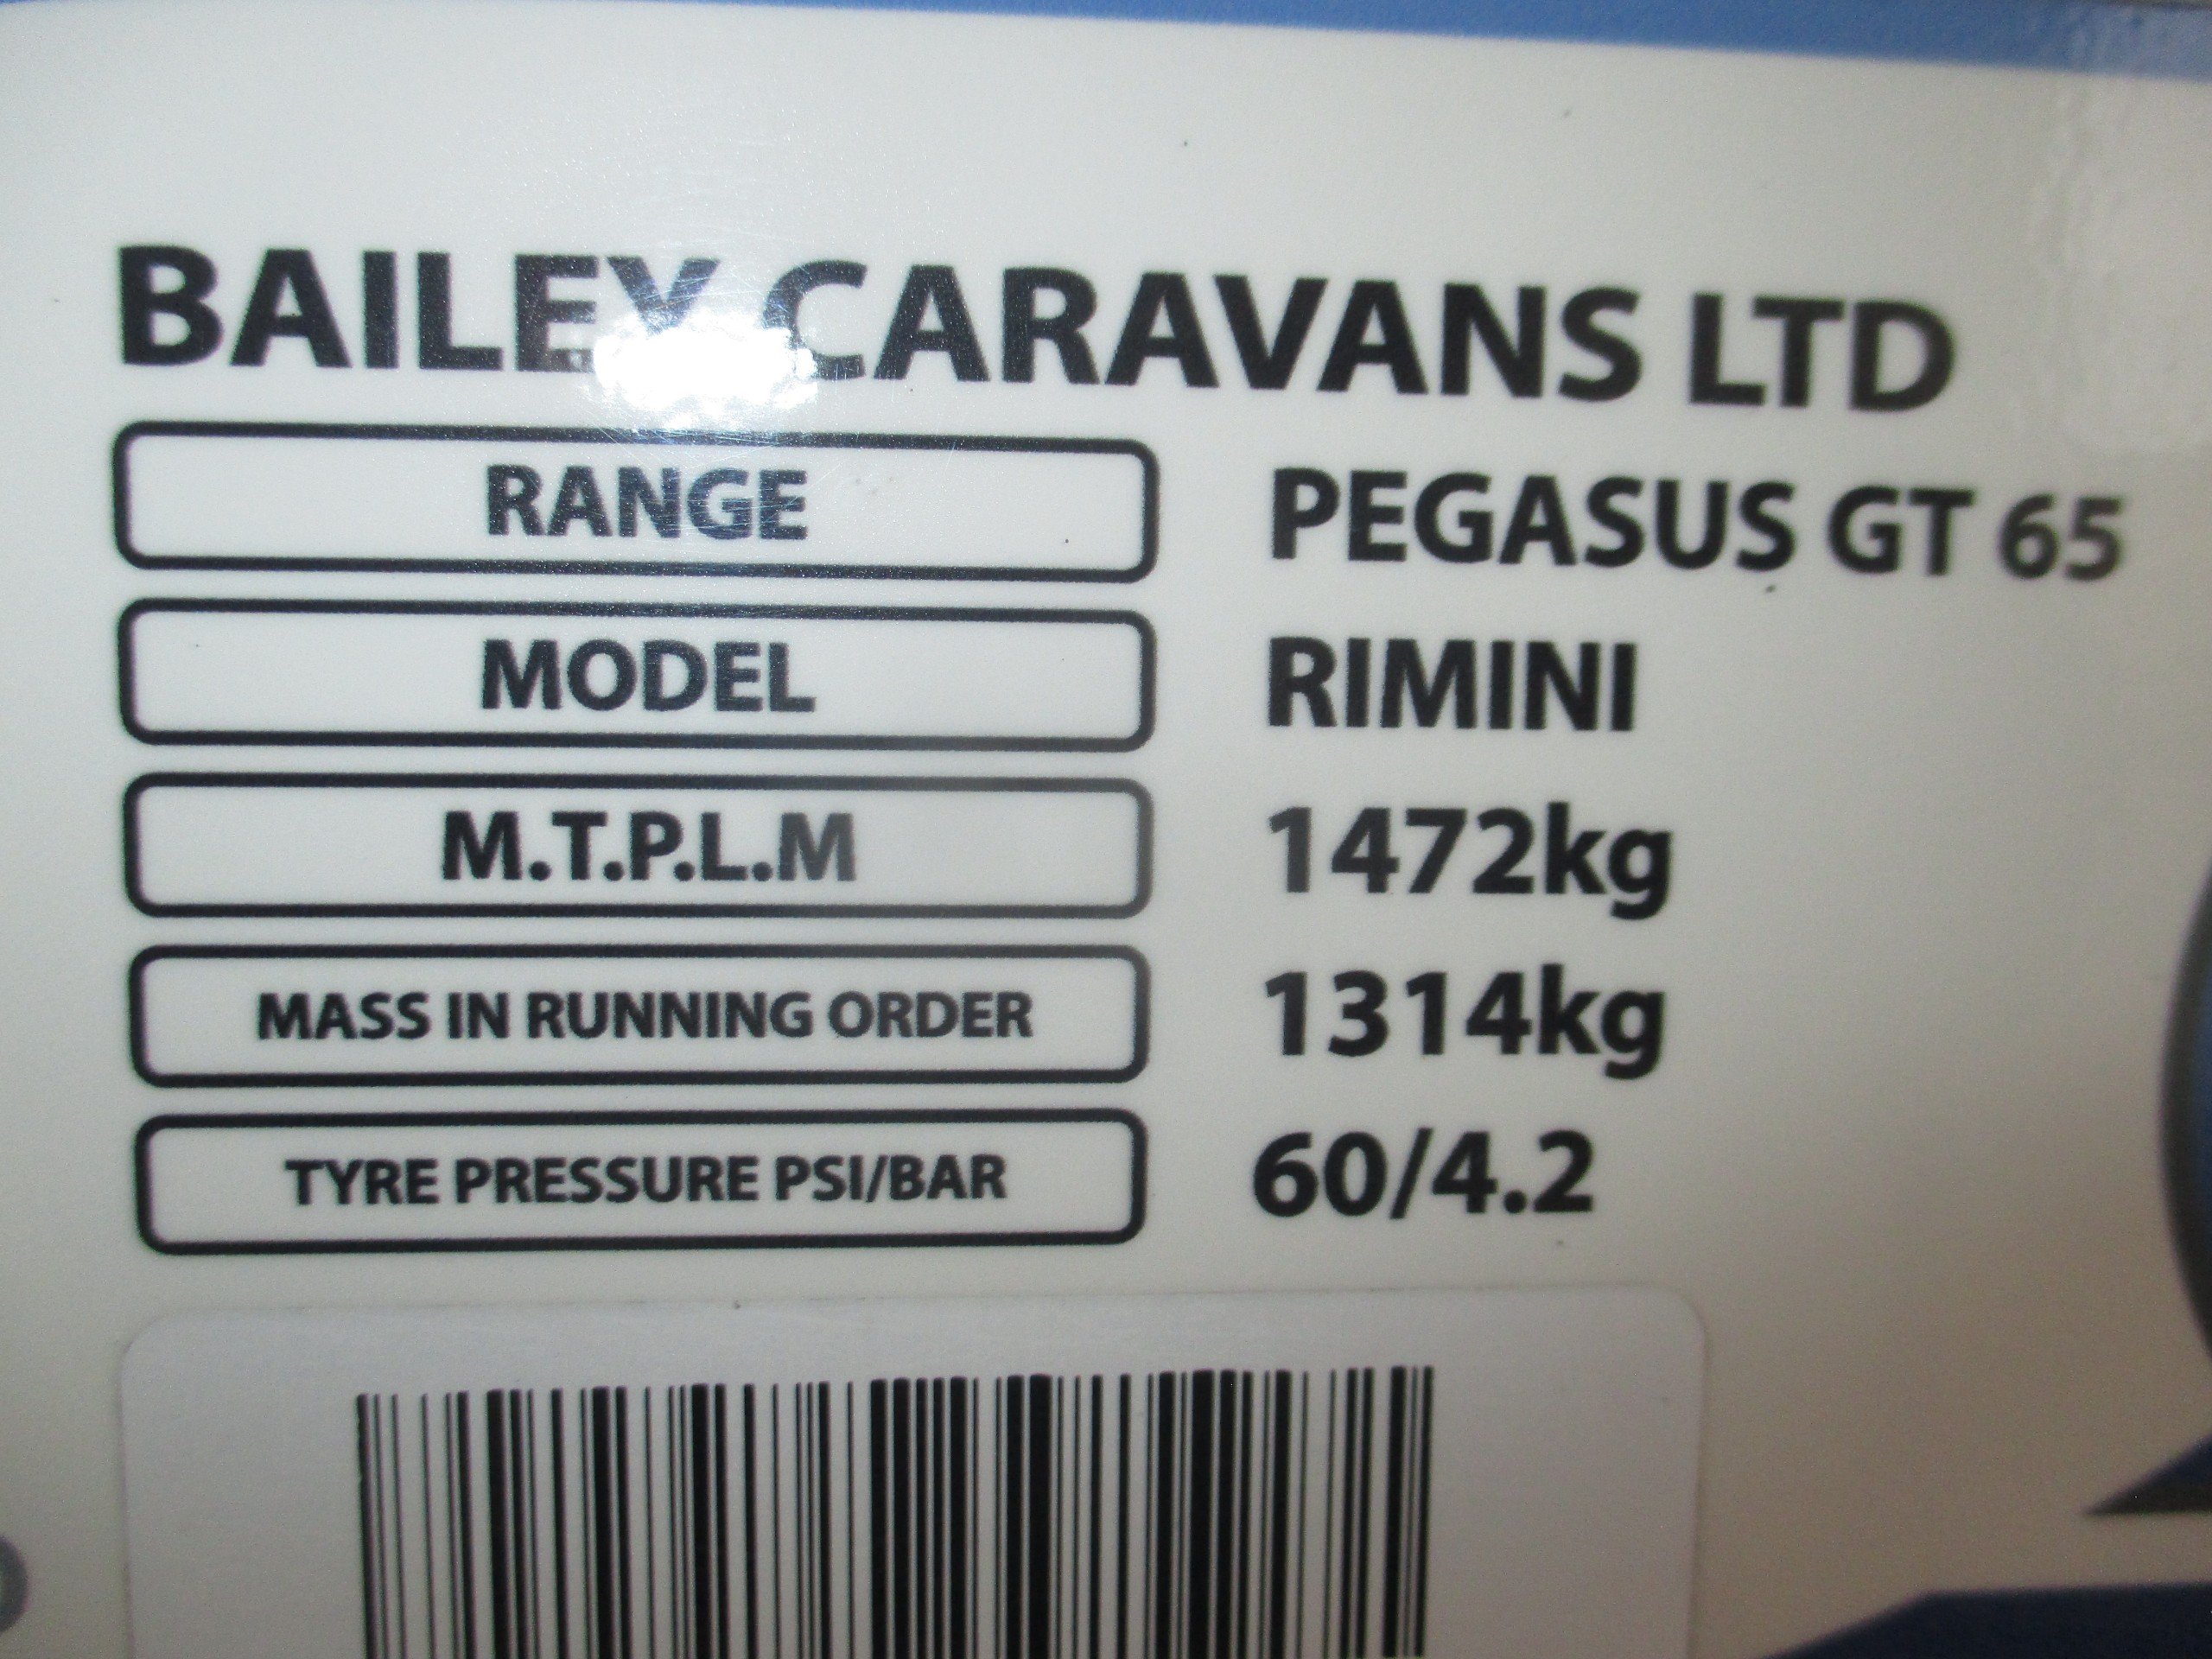 BAILEY CARAVANS LTD
RANGE PEGASUS GT 65
MODEL RIMINI
M.T.P.L.M 1472kg
MASS IN RUNNING ORDER 1314kg
TYRE PRESSURE PSI/BAR 60/4.2